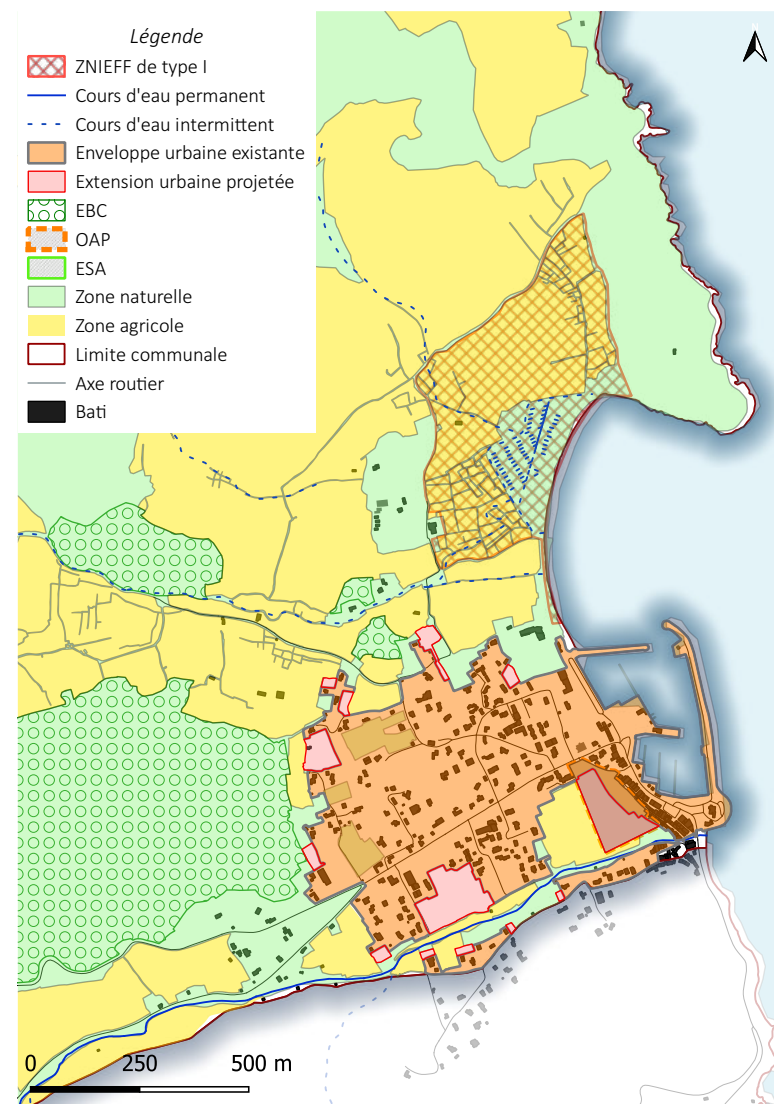 Légende
ZNIEFF de type I
Cours d'eau permanent
Cours d'eau intermittent
Enveloppe urbaine existante
Extension urbaine projetée
EBC
OAP
ESA
Zone naturelle
Zone agricole
Limite communale
Axe routier
Bati
0 250 500 m